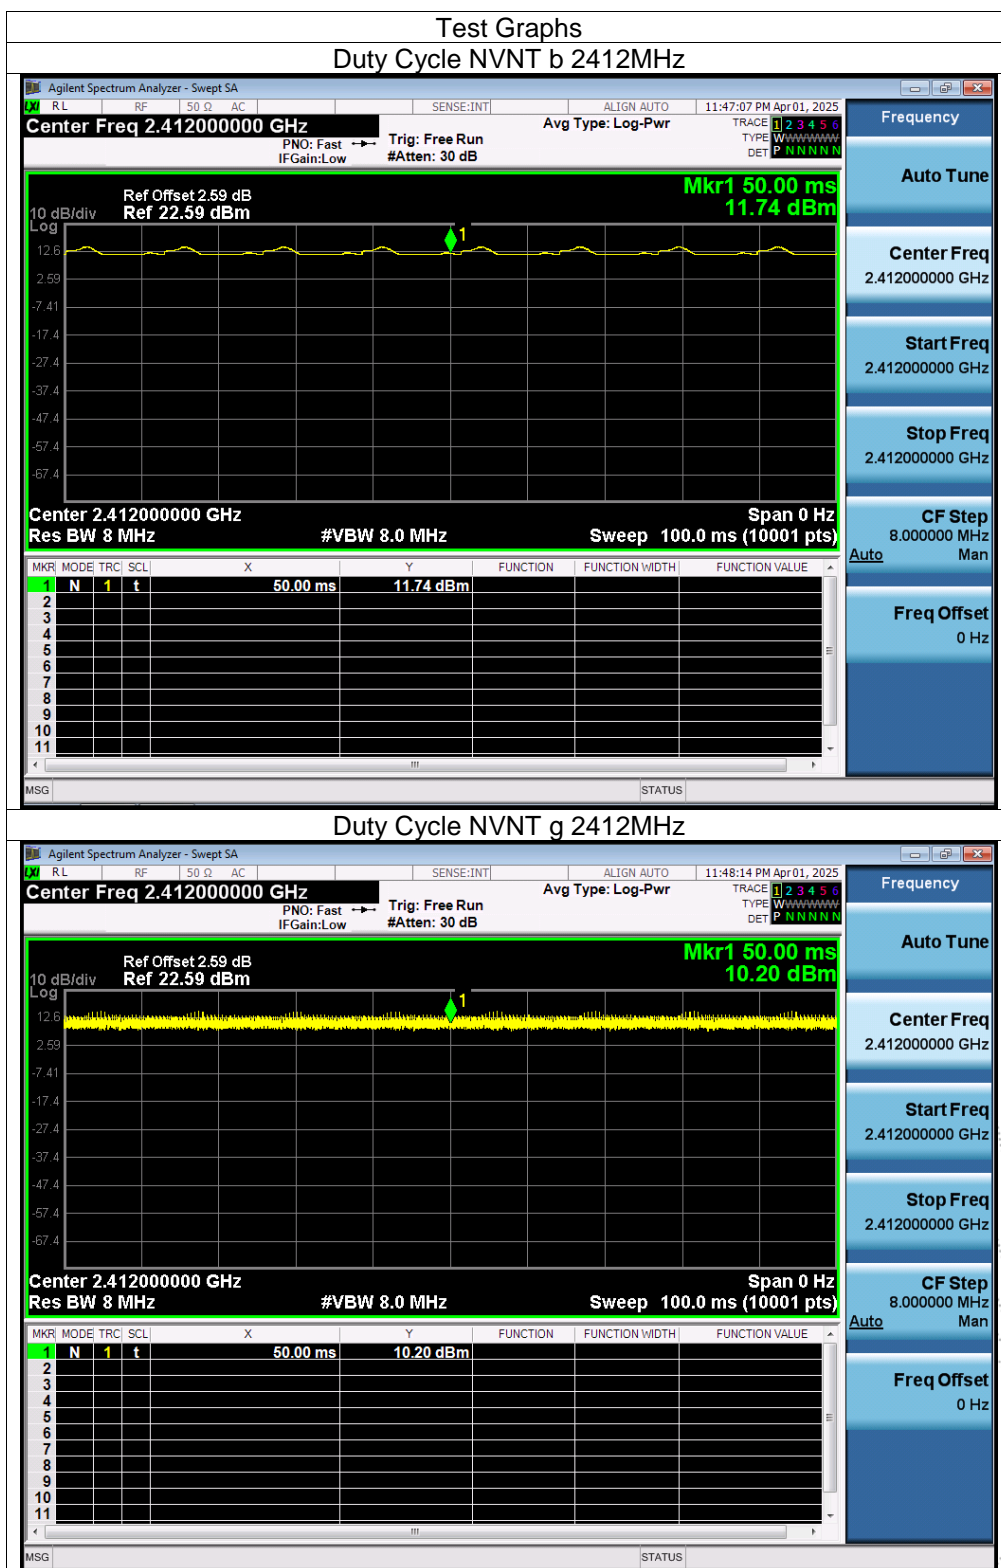 Test Graphs
Duty Cycle NVNT b 2412MHz
Agilent Spectrum Analyzer - Swept SA
LXI RL RF 50 Ω AC SENSE:INT ALIGN AUTO 11:47:07 PM Apr 01, 2025
Center Freq 2.412000000 GHz
PNO: Fast
IFGain:Low
Trig: Free Run
#Atten: 30 dB
Avg Type: Log-Pwr
TRACE 1 2 3 4 5 6
TYPE WWWWWW
DET P N N N N N
Frequency
Mkr1 50.00 ms
11.74 dBm
Ref Offset 2.59 dB
10 dB/div Ref 22.59 dBm
Log
1
12.6
2.59
-7.41
-17.4
-27.4
-37.4
-47.4
-57.4
-67.4
Center 2.412000000 GHz Span 0 Hz
Res BW 8 MHz #VBW 8.0 MHz Sweep 100.0 ms (10001 pts)
MKR MODE TRC SCL X Y FUNCTION FUNCTION WIDTH FUNCTION VALUE
1 N 1 t 50.00 ms 11.74 dBm
2
3
4
5
6
7
8
9
10
11
MSG STATUS
Auto Tune
Center Freq
2.412000000 GHz
Start Freq
2.412000000 GHz
Stop Freq
2.412000000 GHz
CF Step
8.000000 MHz
Auto Man
Freq Offset
0 Hz
Duty Cycle NVNT g 2412MHz
Agilent Spectrum Analyzer - Swept SA
LXI RL RF 50 Ω AC SENSE:INT ALIGN AUTO 11:48:14 PM Apr 01, 2025
Center Freq 2.412000000 GHz
PNO: Fast
IFGain:Low
Trig: Free Run
#Atten: 30 dB
Avg Type: Log-Pwr
TRACE 1 2 3 4 5 6
TYPE WWWWWW
DET P N N N N N
Frequency
Mkr1 50.00 ms
10.20 dBm
Ref Offset 2.59 dB
10 dB/div Ref 22.59 dBm
Log
1
12.6
2.59
-7.41
-17.4
-27.4
-37.4
-47.4
-57.4
-67.4
Center 2.412000000 GHz Span 0 Hz
Res BW 8 MHz #VBW 8.0 MHz Sweep 100.0 ms (10001 pts)
MKR MODE TRC SCL X Y FUNCTION FUNCTION WIDTH FUNCTION VALUE
1 N 1 t 50.00 ms 10.20 dBm
2
3
4
5
6
7
8
9
10
11
MSG STATUS
Auto Tune
Center Freq
2.412000000 GHz
Start Freq
2.412000000 GHz
Stop Freq
2.412000000 GHz
CF Step
8.000000 MHz
Auto Man
Freq Offset
0 Hz